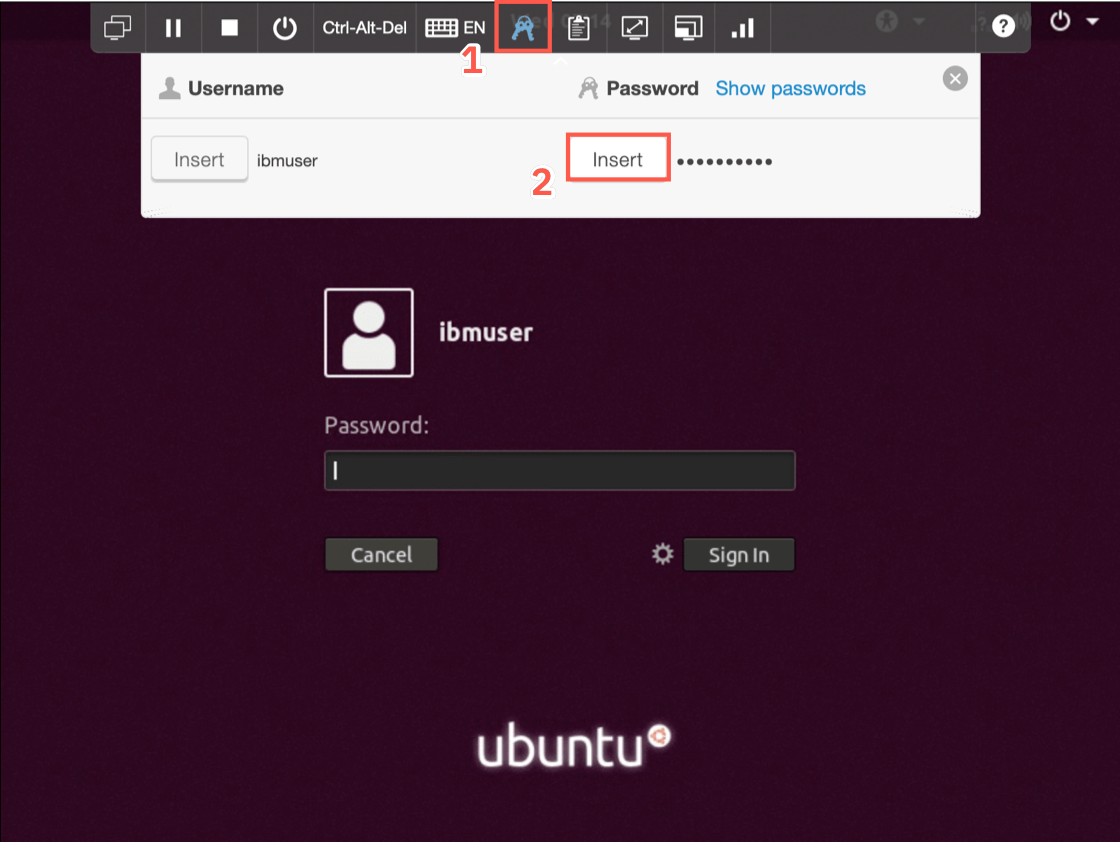 Ctrl-Alt-Del EN
1
Username Password Show passwords
Insert ibmuser Insert ••••••••••
2
ibmuser
Password:
Cancel Sign In
ubuntu